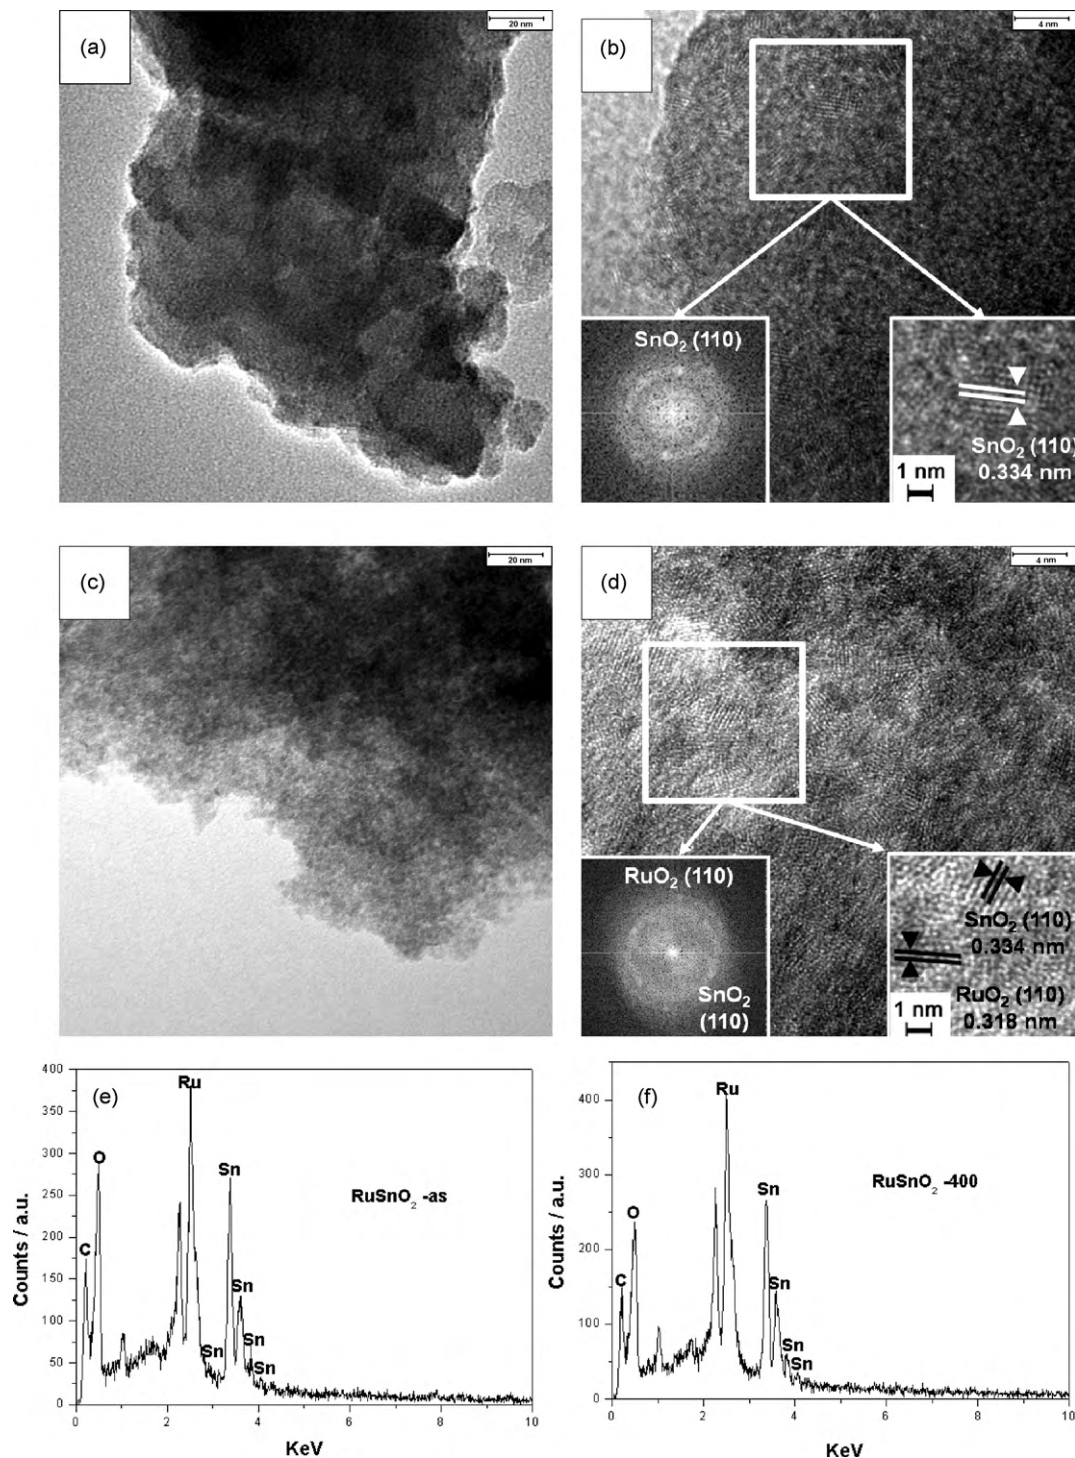 (a)
20 nm
(b)
4 nm
SnO₂ (110)
SnO₂ (110)
0.334 nm
1 nm
(c)
20 nm
(d)
4 nm
RuO₂ (110)
SnO₂
(110)
SnO₂ (110)
0.334 nm
RuO₂ (110)
0.318 nm
1 nm
(e)
400
350
300
250
200
150
100
50
0
0
2
4
6
8
10
Counts / a.u.
KeV
C
O
Ru
Sn
Sn
Sn
Sn
Sn
RuSnO₂ -as
(f)
400
300
200
100
0
0
2
4
6
8
10
Counts / a.u.
KeV
C
O
Ru
Sn
Sn
Sn
Sn
RuSnO₂ -400